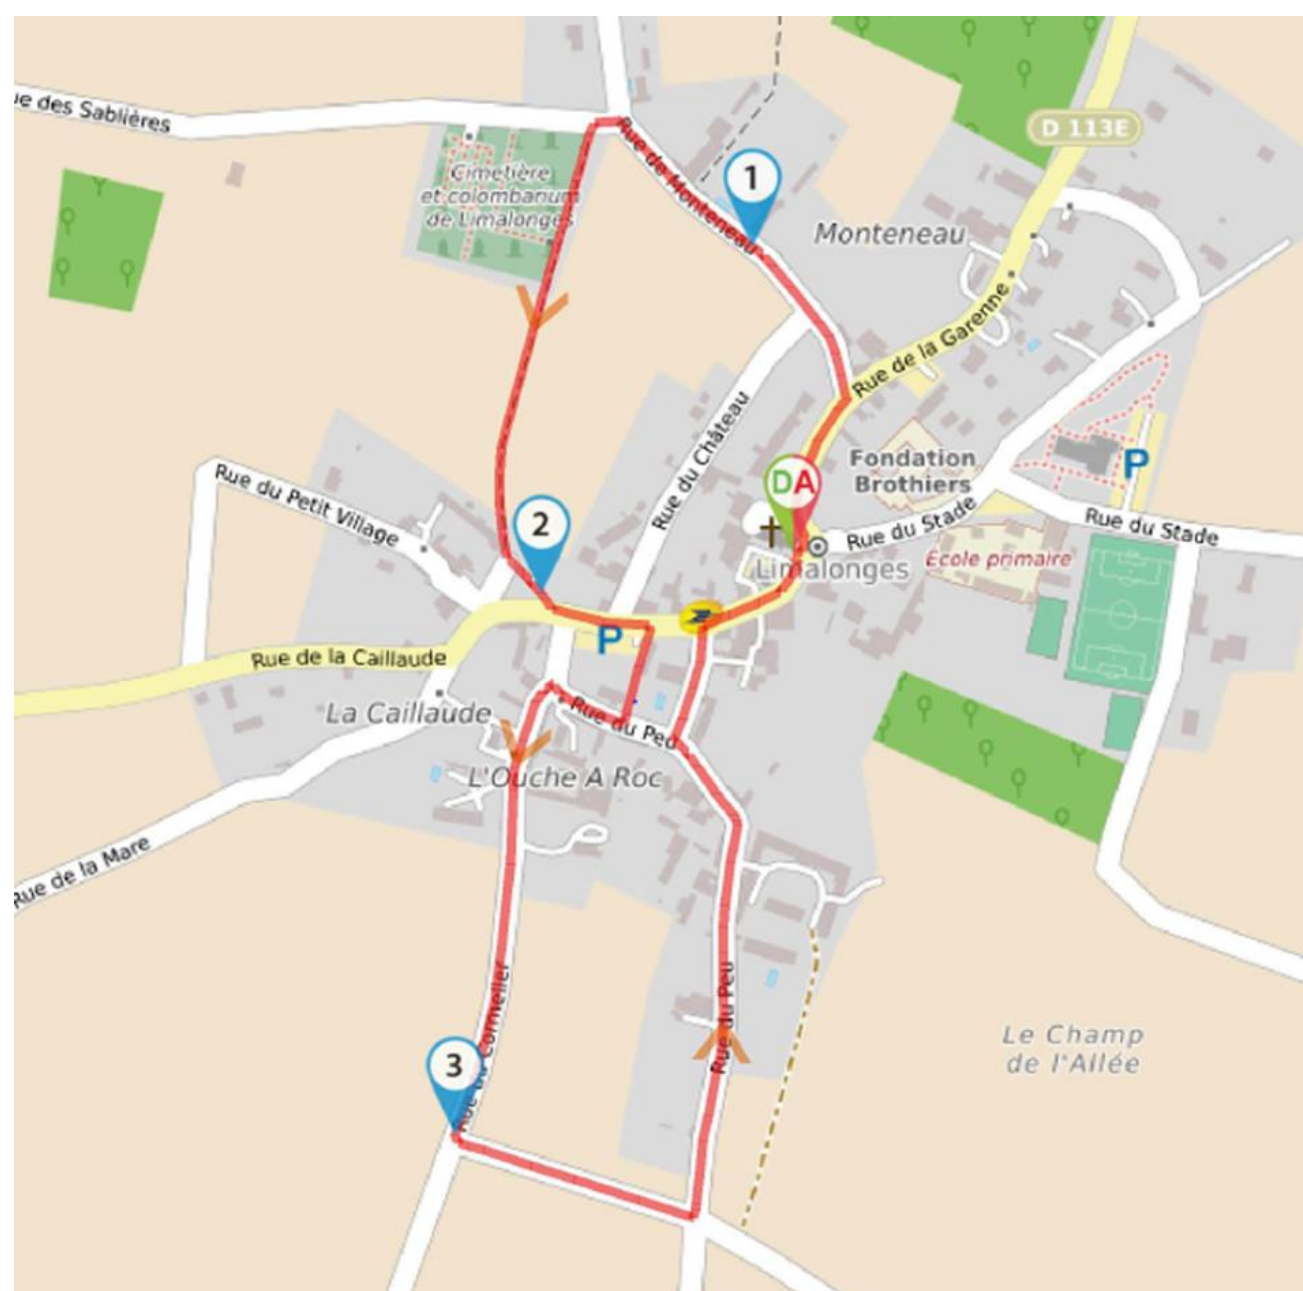 ue des Sablières
D 113E
Rue de Monteneau
1
Cimetière
et colombarium
de Limalonges
Monteneau
Rue de la Garenne
Rue du Château
Fondation
Brothiers
P
DA
Rue du Petit Village
Rue du Stade
Rue du Stade
2
École primaire
Limalonges
P
Rue de la Caillaude
La Caillaude
Rue du Peu
L'Ouche A Roc
Rue de la Mare
Rue du Cormelier
Rue du Peu
Le Champ
de l'Allée
3